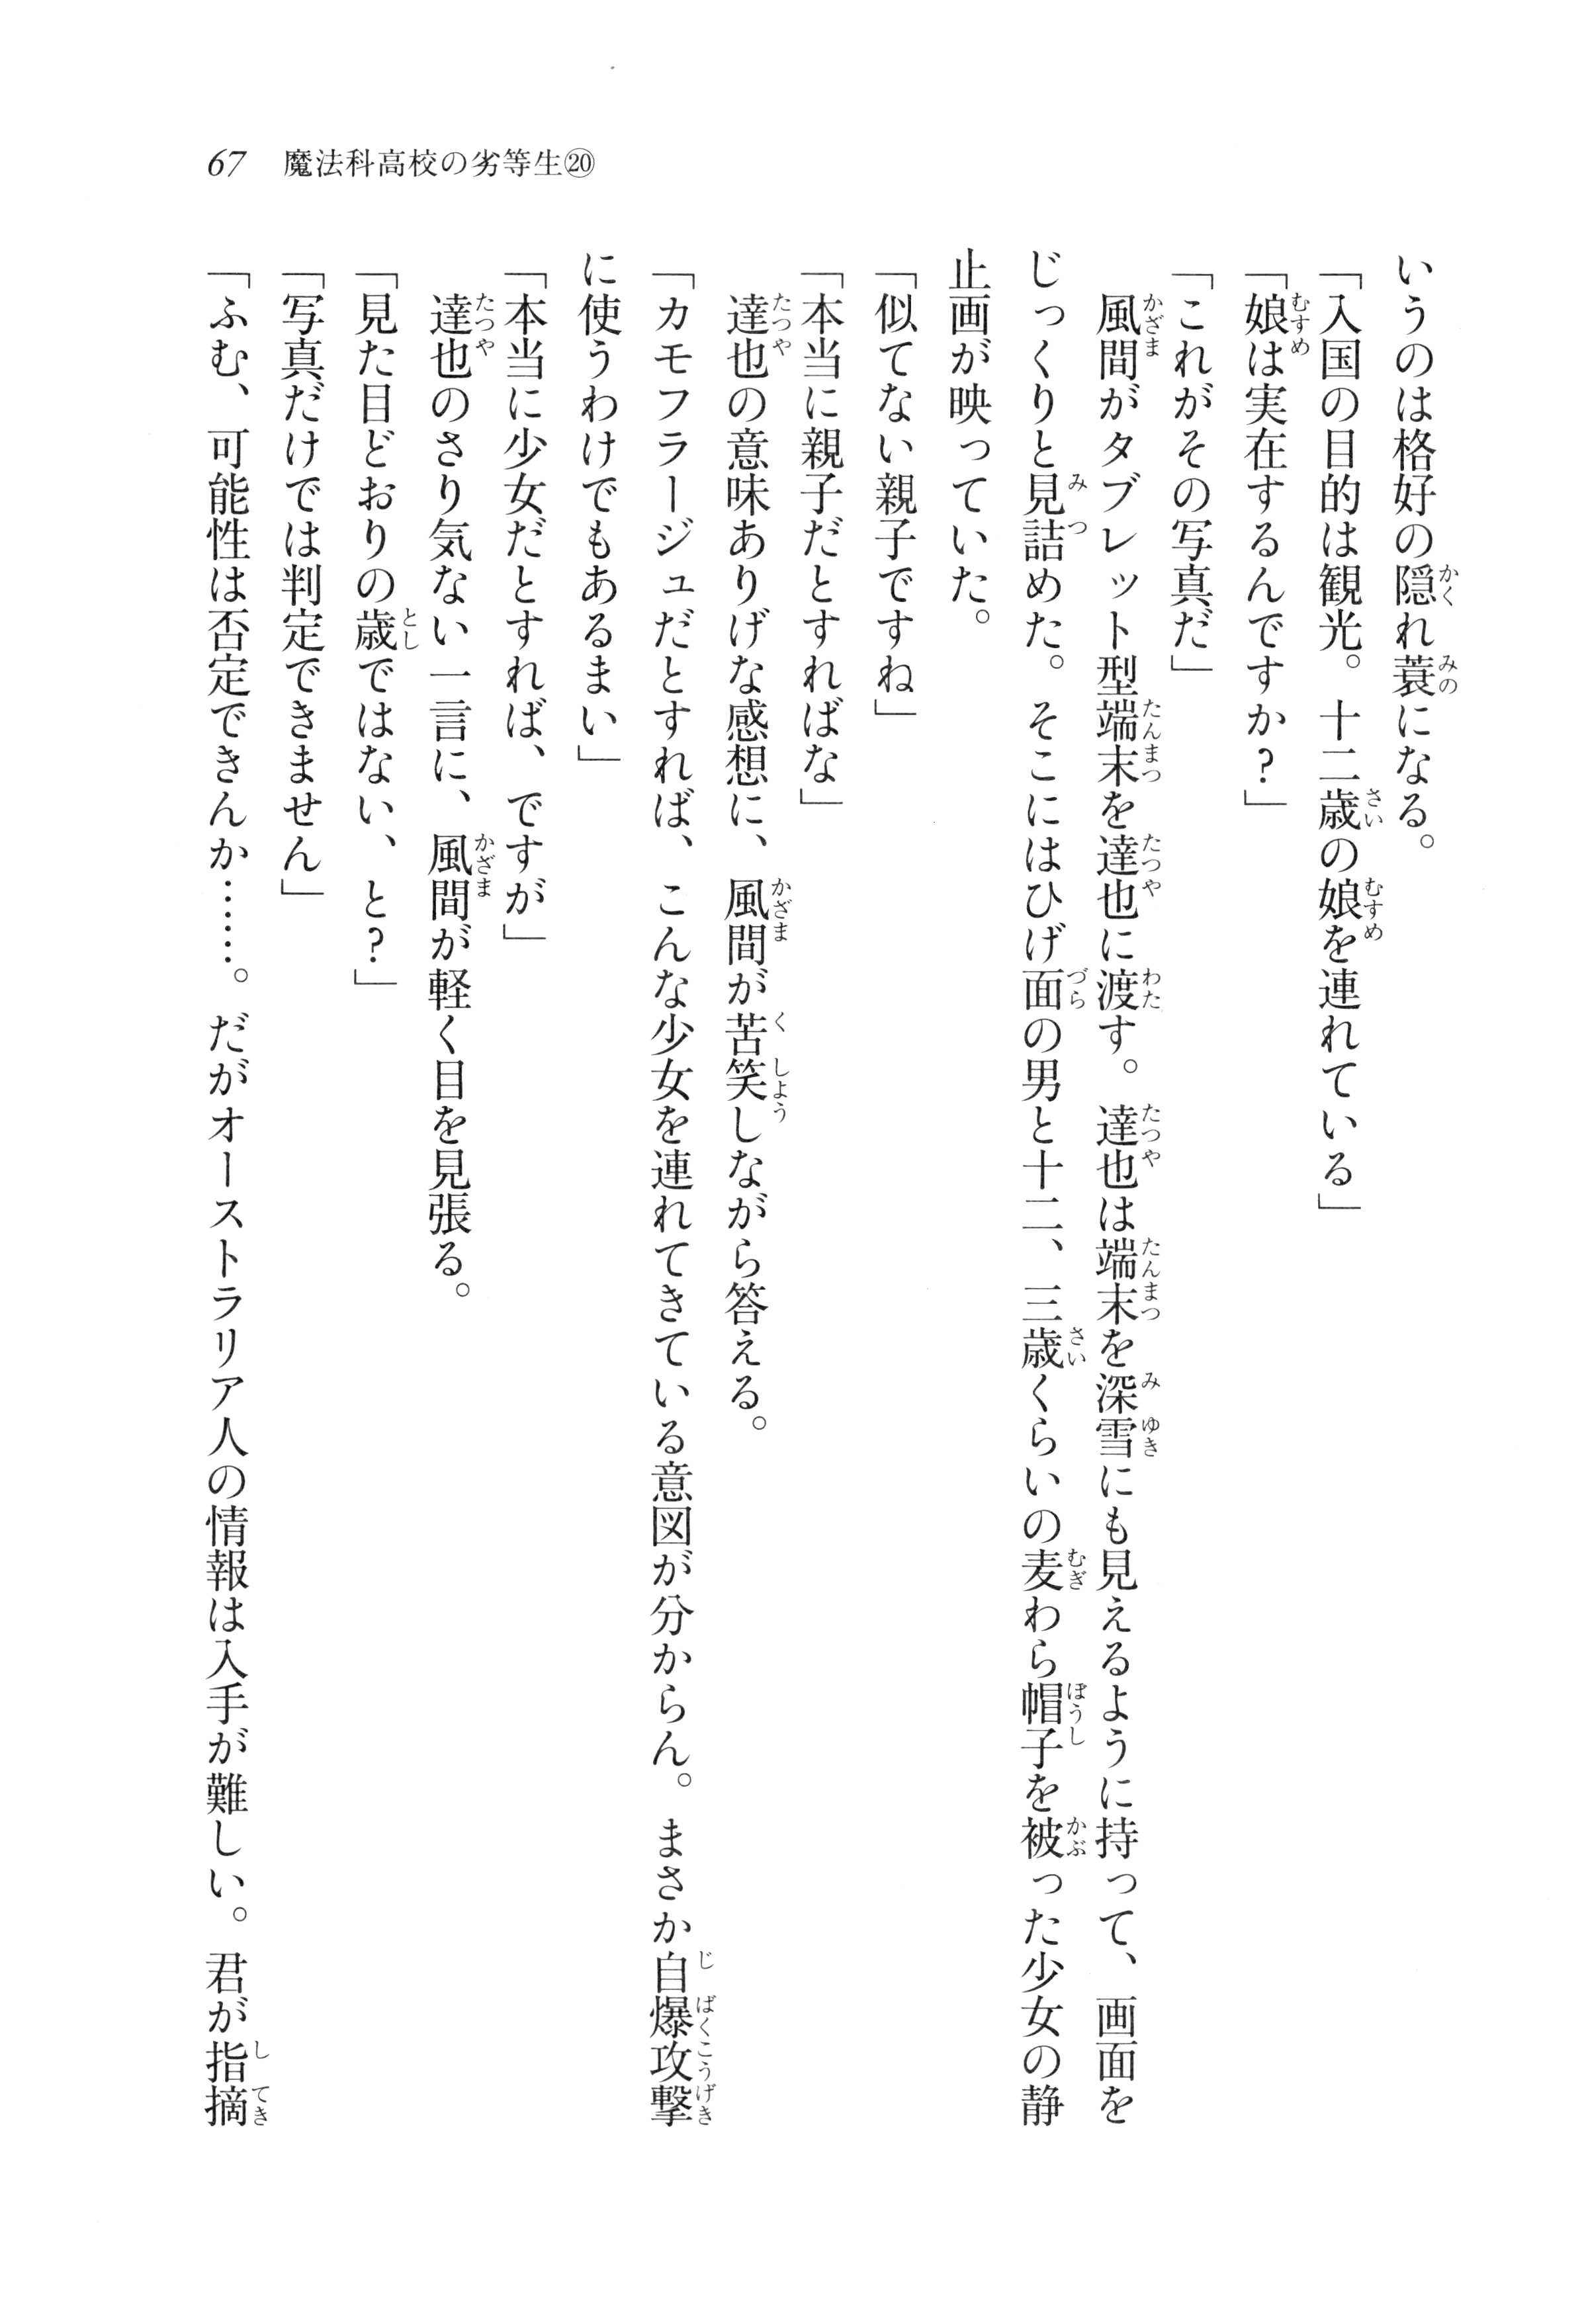 67　魔法科高校の劣等生⑳
いうのは格好の隠れ蓑になる。
「入国の目的は観光。十二歳の娘を連れている」
「娘は実在するんですか？」
「これがその写真だ」
　風間がタブレット型端末を達也に渡す。達也は端末を深雪にも見えるように持って、画面を
じっくりと見詰めた。そこにはひげ面の男と十二、三歳くらいの麦わら帽子を被った少女の静
止画が映っていた。
「似てない親子ですね」
「本当に親子だとすればな」
　達也の意味ありげな感想に、風間が苦笑しながら答える。
「カモフラージュだとすれば、こんな少女を連れてきている意図が分からん。まさか自爆攻撃
に使うわけでもあるまい」
「本当に少女だとすれば、ですが」
　達也のさり気ない一言に、風間が軽く目を見張る。
「見た目どおりの歳ではない、と？」
「写真だけでは判定できません」
「ふむ、可能性は否定できんか……。だがオーストラリア人の情報は入手が難しい。君が指摘